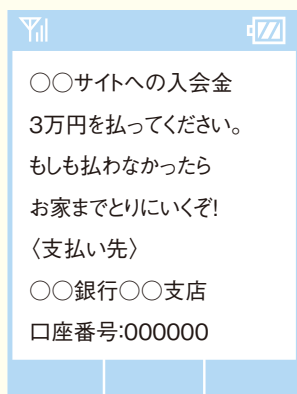 ○○サイトへの入会金
3万円を払ってください。
もしも払わなかったら
お家までとりにいくぞ!
〈支払い先〉
○○銀行○○支店
口座番号:000000